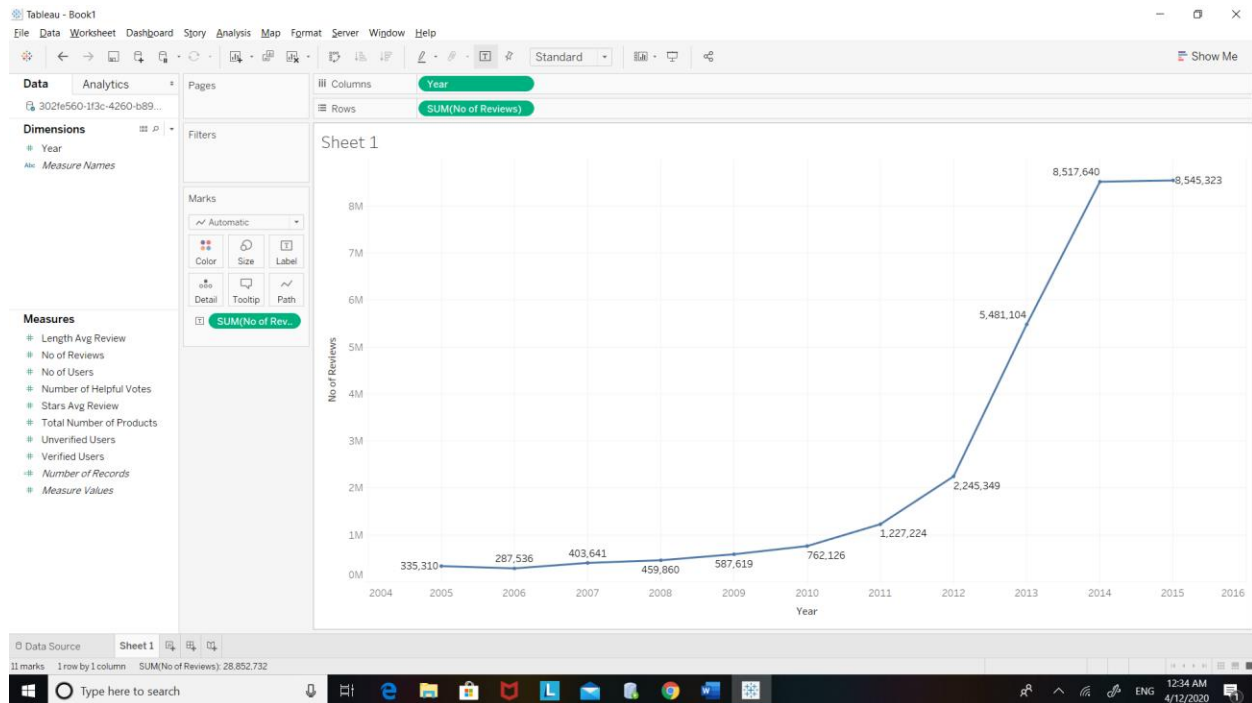 Tableau - Book1
File Data Worksheet Dashboard Story Analysis Map Format Server Window Help
Standard
Show Me
Data Analytics
Pages
iii Columns
Year
302fe560-1f3c-4260-b89...
Rows
SUM(No of Reviews)
Dimensions
Filters
Year
Abc Measure Names
Sheet 1
Marks
Automatic
Color Size Label
Detail Tooltip Path
SUM(No of Rev..
Measures
Length Avg Review
No of Reviews
No of Users
Number of Helpful Votes
Stars Avg Review
Total Number of Products
Unverified Users
Verified Users
Number of Records
Measure Values
No of Reviews
8M
7M
6M
5M
4M
3M
2M
1M
0M
335,310
287,536
403,641
459,860
587,619
762,126
1,227,224
2,245,349
5,481,104
8,517,640
8,545,323
2004 2005 2006 2007 2008 2009 2010 2011 2012 2013 2014 2015 2016
Year
Data Source Sheet 1
11 marks 1 row by 1 column SUM(No of Reviews): 28,852,732
Type here to search
ENG
12:34 AM
4/12/2020